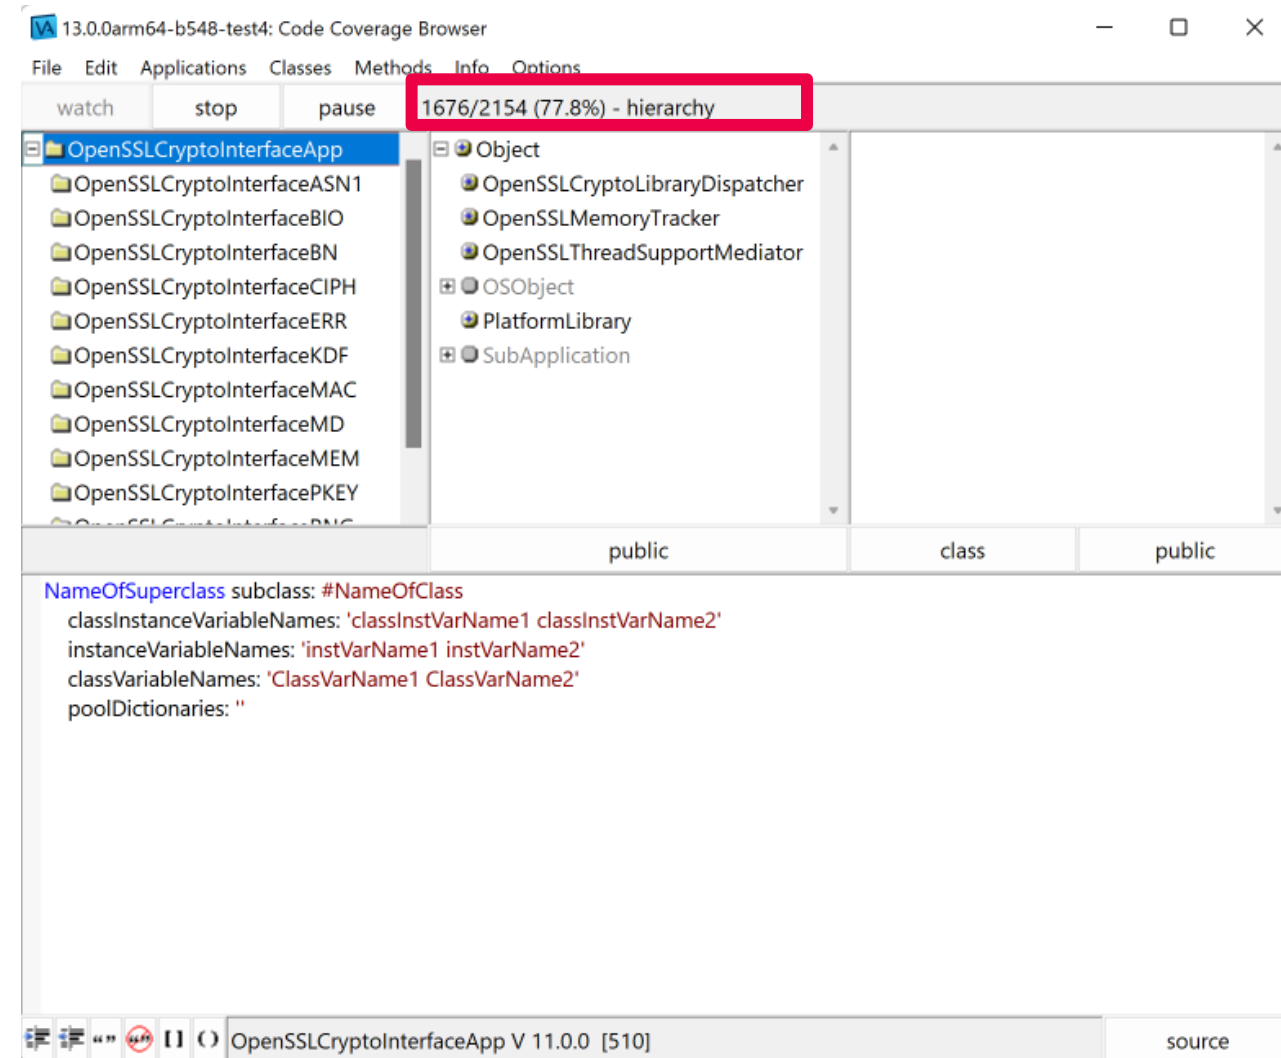 13.0.0arm64-b548-test4: Code Coverage Browser
File Edit Applications Classes Methods Info Options
watch stop pause 1676/2154 (77.8%) - hierarchy
OpenSSLCryptoInterfaceApp
OpenSSLCryptoInterfaceASN1
OpenSSLCryptoInterfaceBIO
OpenSSLCryptoInterfaceBN
OpenSSLCryptoInterfaceCIPH
OpenSSLCryptoInterfaceERR
OpenSSLCryptoInterfaceKDF
OpenSSLCryptoInterfaceMAC
OpenSSLCryptoInterfaceMD
OpenSSLCryptoInterfaceMEM
OpenSSLCryptoInterfacePKEY
Object
OpenSSLCryptoLibraryDispatcher
OpenSSLMemoryTracker
OpenSSLThreadSupportMediator
OSObject
PlatformLibrary
SubApplication
public class public
NameOfSuperclass subclass: #NameOfClass
classInstanceVariableNames: 'classInstVarName1 classInstVarName2'
instanceVariableNames: 'instVarName1 instVarName2'
classVariableNames: 'ClassVarName1 ClassVarName2'
poolDictionaries: ''
“” [] () OpenSSLCryptoInterfaceApp V 11.0.0 [510] source